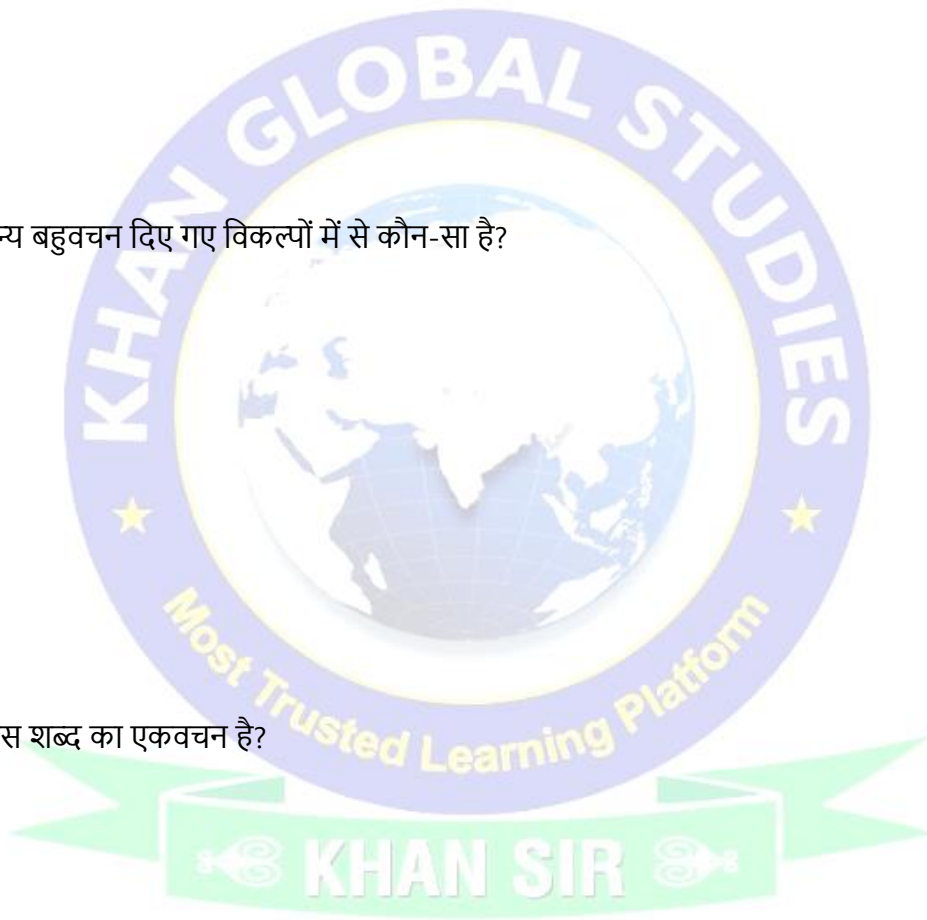 KHAN GLOBAL STUDIES
न्य बहुवचन दिए गए विकल्पों में से कौन-सा है?
Most Trusted Learning Platform
स शब्द का एकवचन है?
KHAN SIR